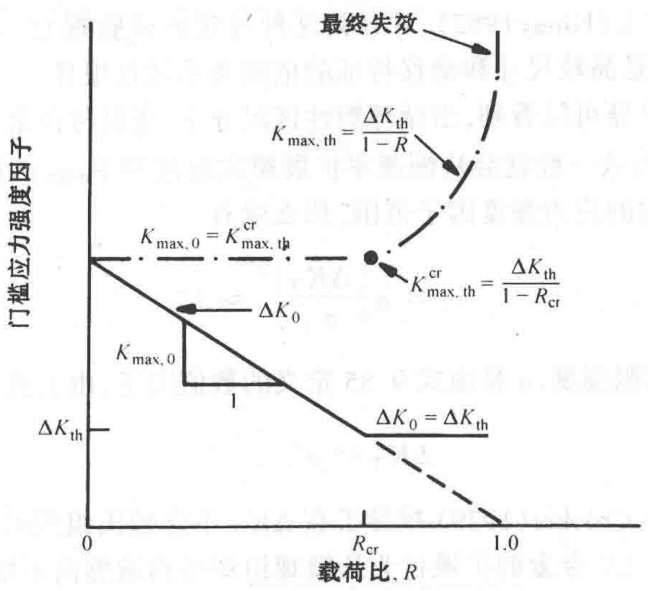 最终失效
K_max, th = ΔK_th / (1 − R)
K_max, 0 = K^cr_max, th
K^cr_max, th = ΔK_th / (1 − R_cr)
ΔK_0
K_max, 0
1
ΔK_th
ΔK_0 = ΔK_th
0
R_cr
1.0
载荷比, R
门槛应力强度因子